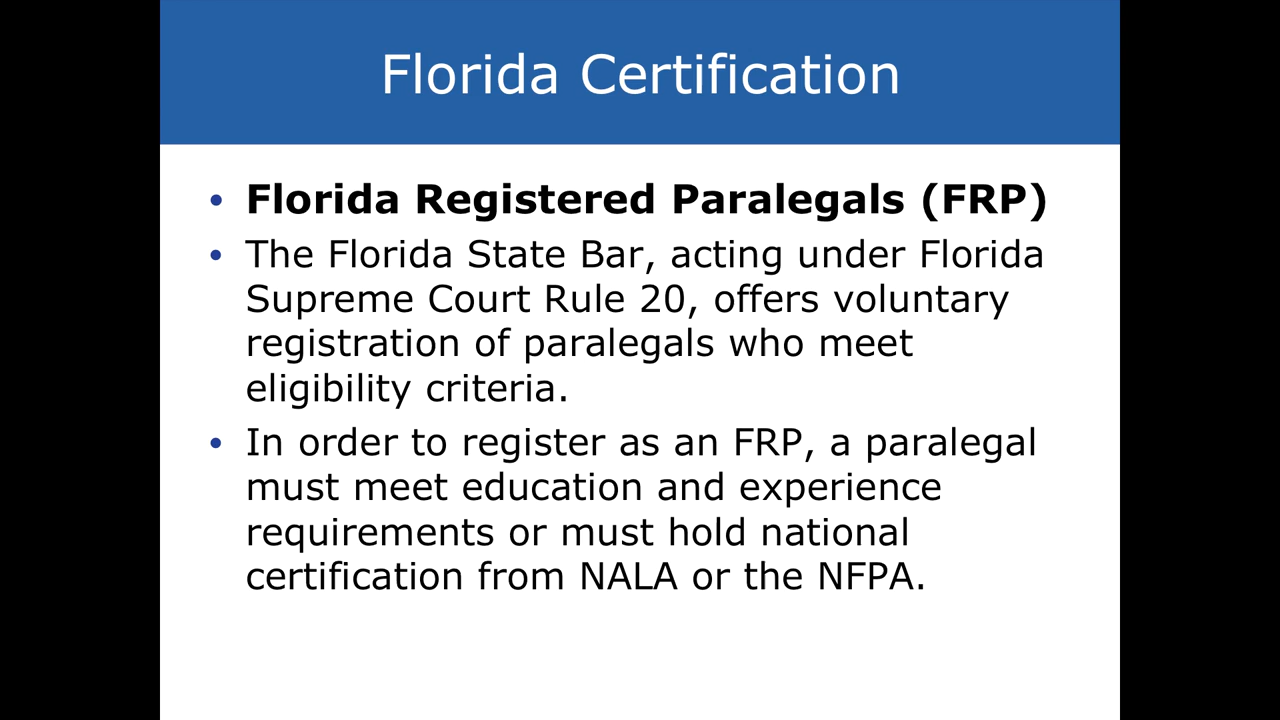 Florida Certification
• Florida Registered Paralegals (FRP)
• The Florida State Bar, acting under Florida
Supreme Court Rule 20, offers voluntary
registration of paralegals who meet
eligibility criteria.
• In order to register as an FRP, a paralegal
must meet education and experience
requirements or must hold national
certification from NALA or the NFPA.